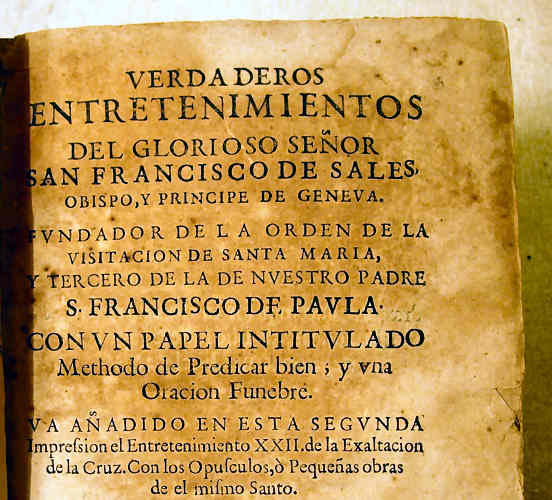 VERDADEROS
ENTRETENIMIENTOS
DEL GLORIOSO SEÑOR
SAN FRANCISCO DE SALES,
OBISPO, Y PRINCIPE DE GENEVA.
FVNDADOR DE LA ORDEN DE LA
VISITACION DE SANTA MARIA,
Y TERCERO DE LA DE NVESTRO PADRE
S. FRANCISCO DE PAVLA.
CON VN PAPEL INTITVLADO
Methodo de Predicar bien; y vna
Oracion Funebre.
VA AÑADIDO EN ESTA SEGVNDA
Impreſsion el Entretenimiento XXII. de la Exaltacion
de la Cruz. Con los Opuſculos, ò Pequeñas obras
de el miſmo Santo.